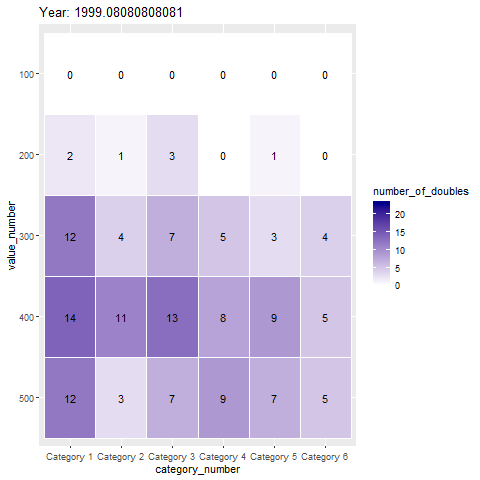 Year: 1999.08080808081
100 0 0 0 0 0 0
200 2 1 3 0 1 0
300 12 4 7 5 3 4
400 14 11 13 8 9 5
500 12 3 7 9 7 5
Category 1 Category 2 Category 3 Category 4 Category 5 Category 6
category_number
value_number
number_of_doubles
20
15
10
5
0